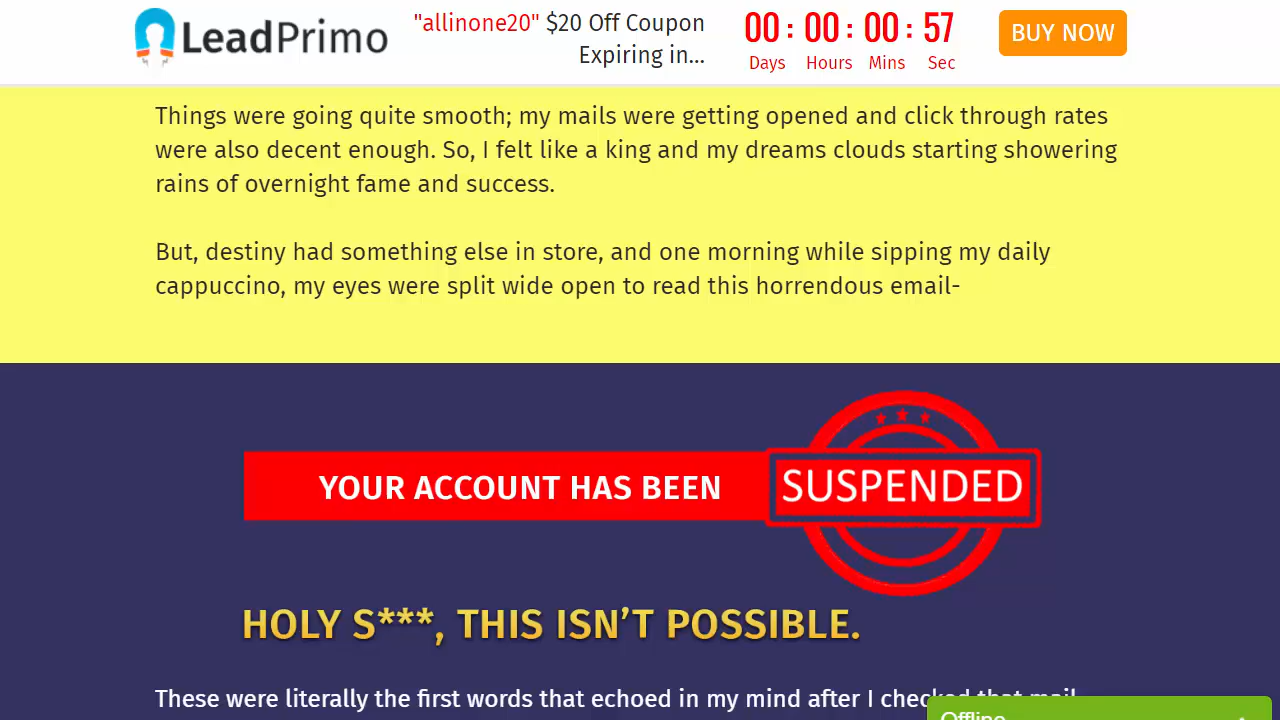 LeadPrimo
"allinone20" $20 Off Coupon
Expiring in...
00 : 00 : 00 : 57
Days Hours Mins Sec
BUY NOW
Things were going quite smooth; my mails were getting opened and click through rates
were also decent enough. So, I felt like a king and my dreams clouds starting showering
rains of overnight fame and success.
But, destiny had something else in store, and one morning while sipping my daily
cappuccino, my eyes were split wide open to read this horrendous email-
YOUR ACCOUNT HAS BEEN SUSPENDED
HOLY S***, THIS ISN’T POSSIBLE.
These were literally the first words that echoed in my mind after I checked that mail
Offline